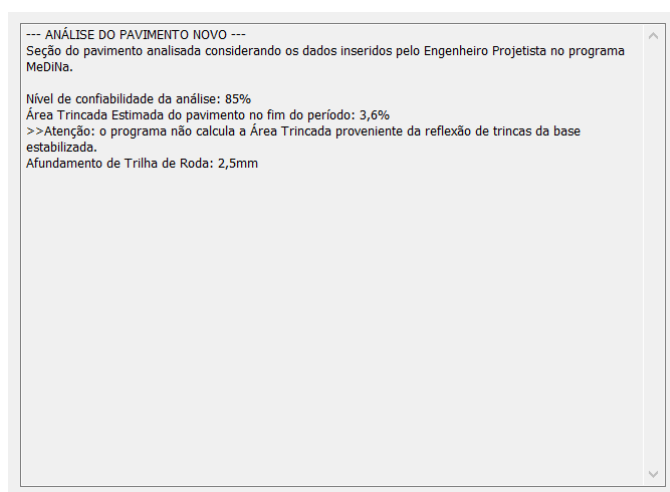 --- ANÁLISE DO PAVIMENTO NOVO ---
Seção do pavimento analisada considerando os dados inseridos pelo Engenheiro Projetista no programa
MeDiNa.
Nível de confiabilidade da análise: 85%
Área Trincada Estimada do pavimento no fim do período: 3,6%
>>Atenção: o programa não calcula a Área Trincada proveniente da reflexão de trincas da base
estabilizada.
Afundamento de Trilha de Roda: 2,5mm